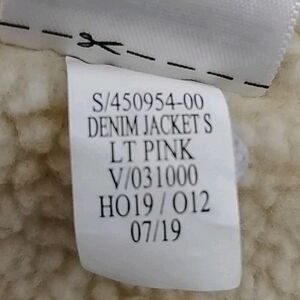 S/450954-00
DENIM JACKET S
LT PINK
V/031000
HO19 / O12
07/19